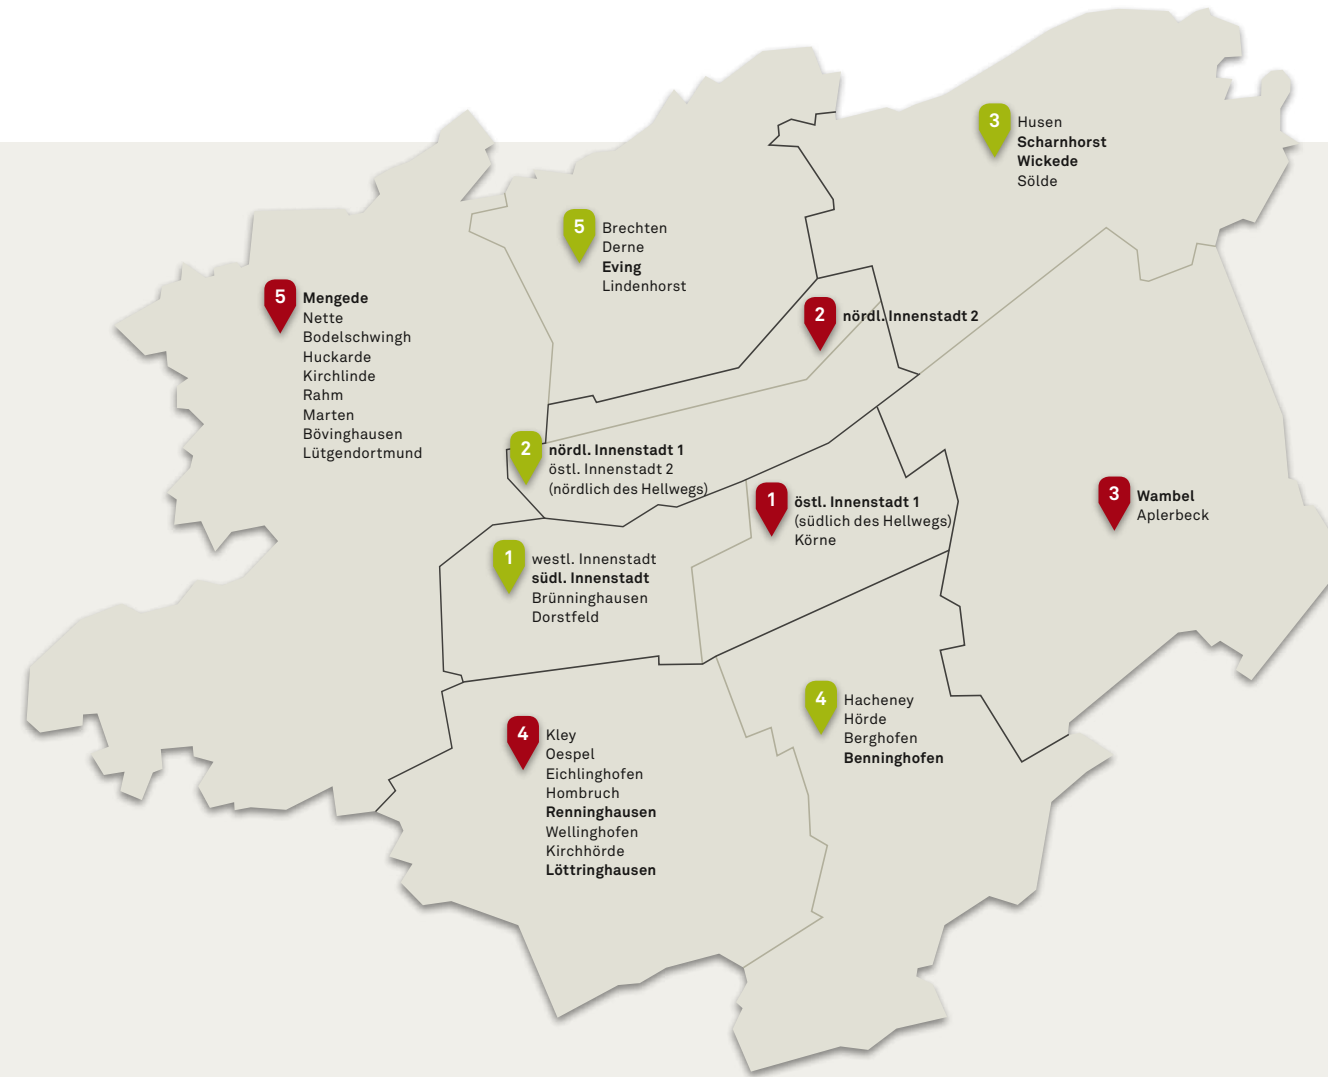 3
Husen
Scharnhorst
Wickede
Sölde
5
Brechten
Derne
Eving
Lindenhorst
5
Mengede
Nette
Bodelschwingh
Huckarde
Kirchlinde
Rahm
Marten
Bövinghausen
Lütgendortmund
2
nördl. Innenstadt 2
2
nördl. Innenstadt 1
östl. Innenstadt 2
(nördlich des Hellwegs)
1
östl. Innenstadt 1
(südlich des Hellwegs)
Körne
3
Wambel
Aplerbeck
1
westl. Innenstadt
südl. Innenstadt
Brünninghausen
Dorstfeld
4
Hacheney
Hörde
Berghofen
Benninghofen
4
Kley
Oespel
Eichlinghofen
Hombruch
Renninghausen
Wellinghofen
Kirchhörde
Löttringhausen